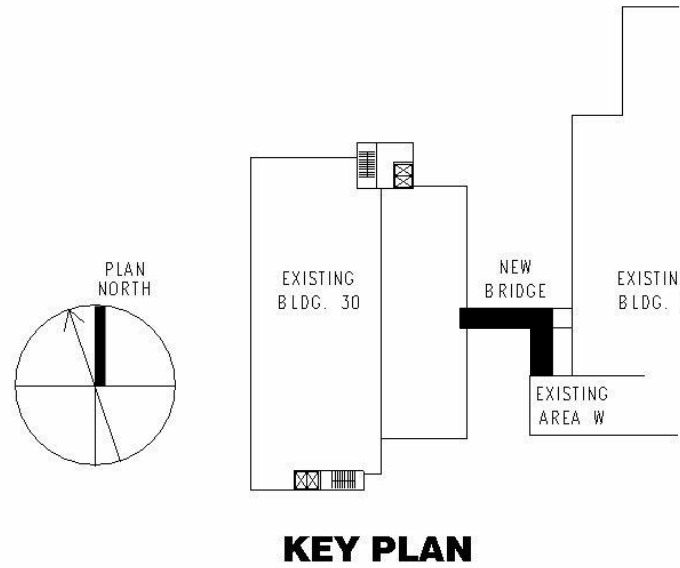 PLAN
NORTH
EXISTING
BLDG. 30
NEW
BRIDGE
EXISTIN
BLDG.
EXISTING
AREA W
KEY PLAN